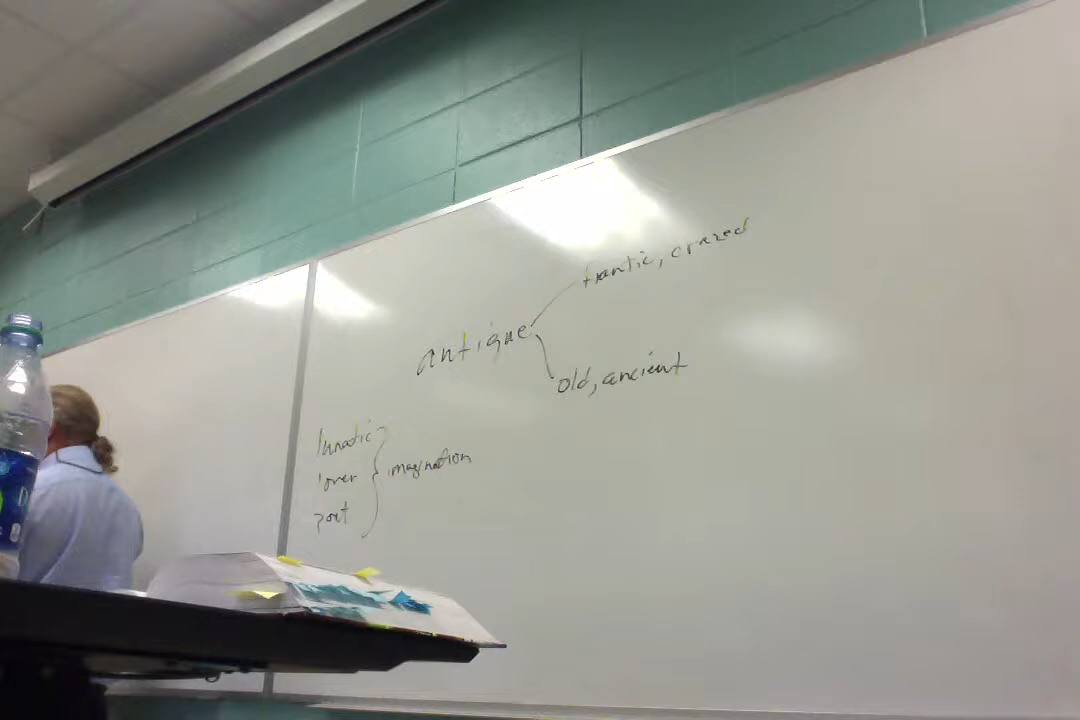 frantic, crazed
antique
old, ancient
lunatic
lover
imagination
poet